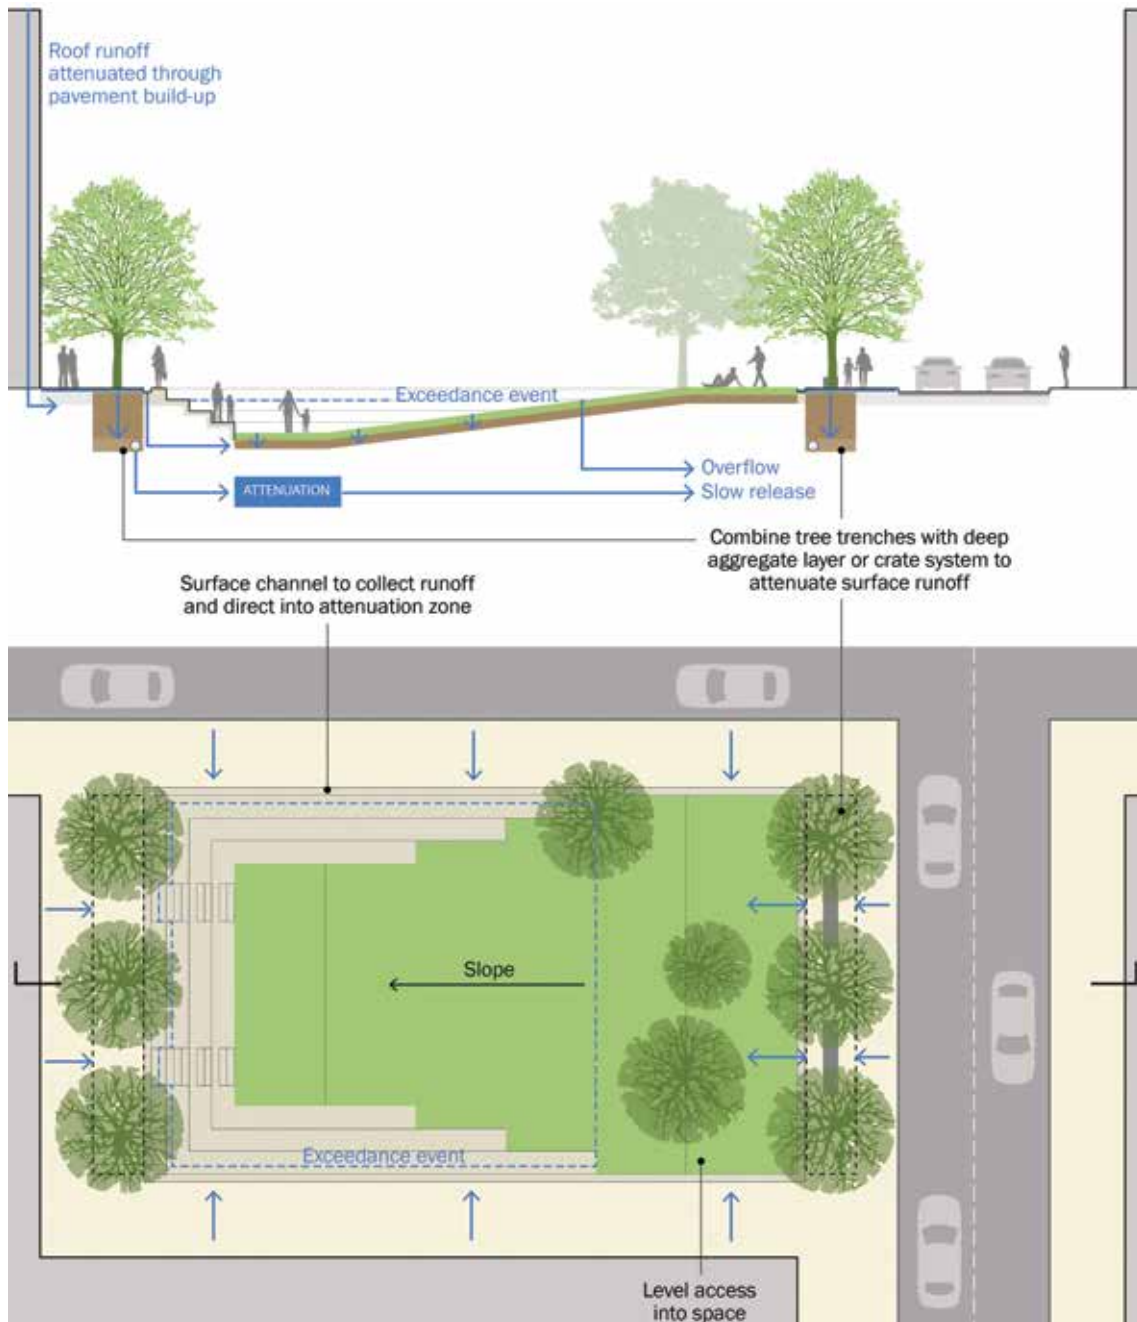 Roof runoff
attenuated through
pavement build-up
Exceedance event
Overflow
ATTENUATION
Slow release
Combine tree trenches with deep
aggregate layer or crate system to
attenuate surface runoff
Surface channel to collect runoff
and direct into attenuation zone
Slope
Exceedance event
Level access
into space